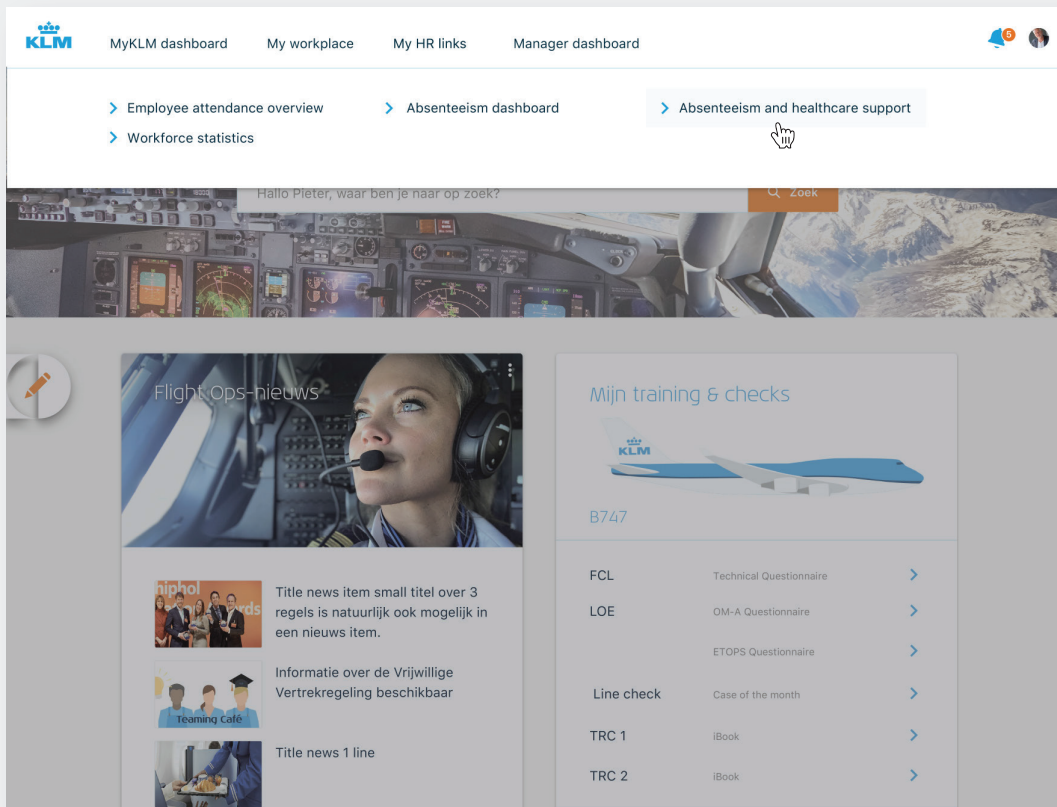 KLM
MyKLM dashboard
My workplace
My HR links
Manager dashboard
5
Employee attendance overview
Absenteeism dashboard
Absenteeism and healthcare support
Workforce statistics
Hallo Pieter, waar ben je naar op zoek?
Zoek
Flight Ops-nieuws
Title news item small titel over 3
regels is natuurlijk ook mogelijk in
een nieuws item.
Informatie over de Vrijwillige
Vertrekregeling beschikbaar
Teaming Café
Title news 1 line
Mijn training & checks
KLM
B747
FCL Technical Questionnaire
LOE OM-A Questionnaire
ETOPS Questionnaire
Line check Case of the month
TRC 1 iBook
TRC 2 iBook